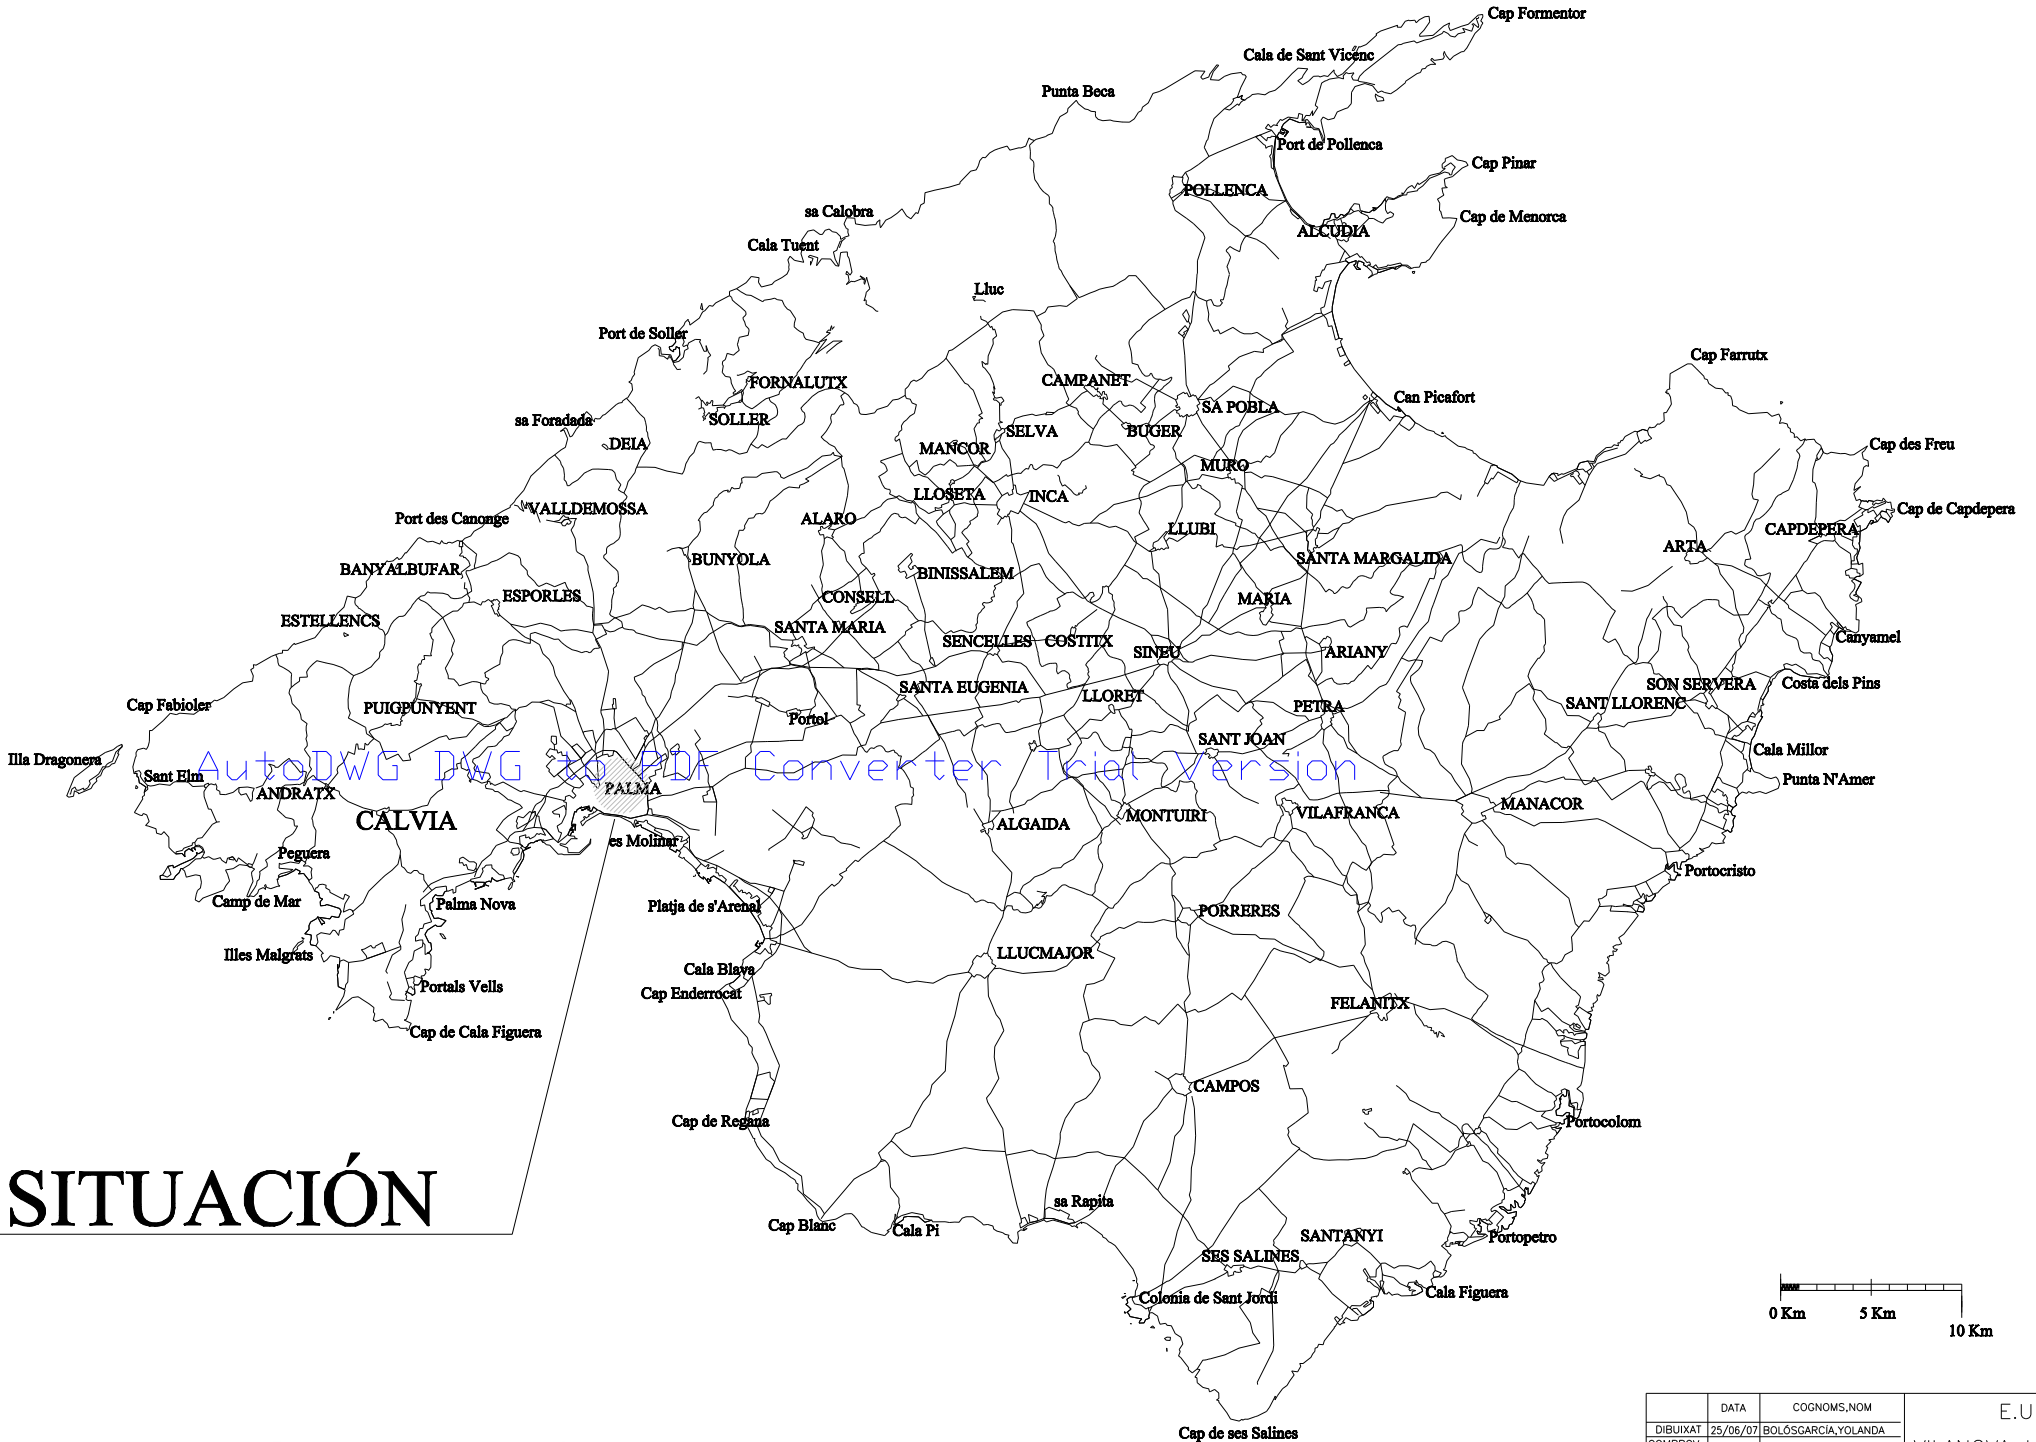 Cap Formentor
Cala de Sant Vicenc
Punta Beca
Port de Pollenca
Cap Pinar
POLLENCA
sa Calobra
Cap de Menorca
ALCUDIA
Cala Tuent
Lluc
Port de Soller
Cap Farrutx
FORNALUTX
CAMPANET
Can Picafort
SA POBLA
sa Foradada
SOLLER
DEIA
SELVA
BUGER
MANCOR
Cap des Freu
MURO
LLOSETA
INCA
VALLDEMOSSA
Cap de Capdepera
Port des Canonge
ALARO
LLUBI
CAPDEPERA
ARTA
BUNYOLA
SANTA MARGALIDA
BANYALBUFAR
BINISSALEM
ESPORLES
CONSELL
MARIA
ESTELLENCS
SANTA MARIA
SENCELLES
COSTITX
Canyamel
SINEU
ARIANY
SON SERVERA
Costa dels Pins
SANTA EUGENIA
LLORET
SANT LLORENC
Cap Fabioler
PUIGPUNYENT
PETRA
Portol
SANT JOAN
Cala Millor
Illa Dragonera
AutoDWG DWG to PDF Converter Trial Version
Sant Elm
Punta N'Amer
ANDRATX
PALMA
MANACOR
CALVIA
ALGAIDA
MONTUIRI
VILAFRANCA
es Molinar
Peguera
Portocristo
Camp de Mar
Palma Nova
Platja de s'Arenal
PORRERES
Illes Malgrats
LLUCMAJOR
Cala Blava
Portals Vells
Cap Enderrocat
FELANITX
Cap de Cala Figuera
CAMPOS
Cap de Regana
Portocolom
SITUACIÓN
sa Rapita
Cap Blanc
Cala Pi
SANTANYI
Portopetro
SES SALINES
Cala Figuera
Colonia de Sant Jordi
0 Km 5 Km
10 Km
Cap de ses Salines
DATA COGNOMS,NOM E.U
DIBUIXAT 25/06/07 BOLÓSGARCÍA,YOLANDA